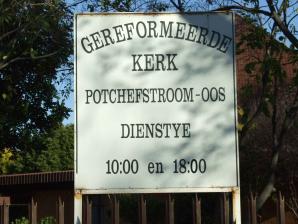 GEREFORMEERDE
KERK
POTCHEFSTROOM-OOS
DIENSTYE
10:00 en 18:00